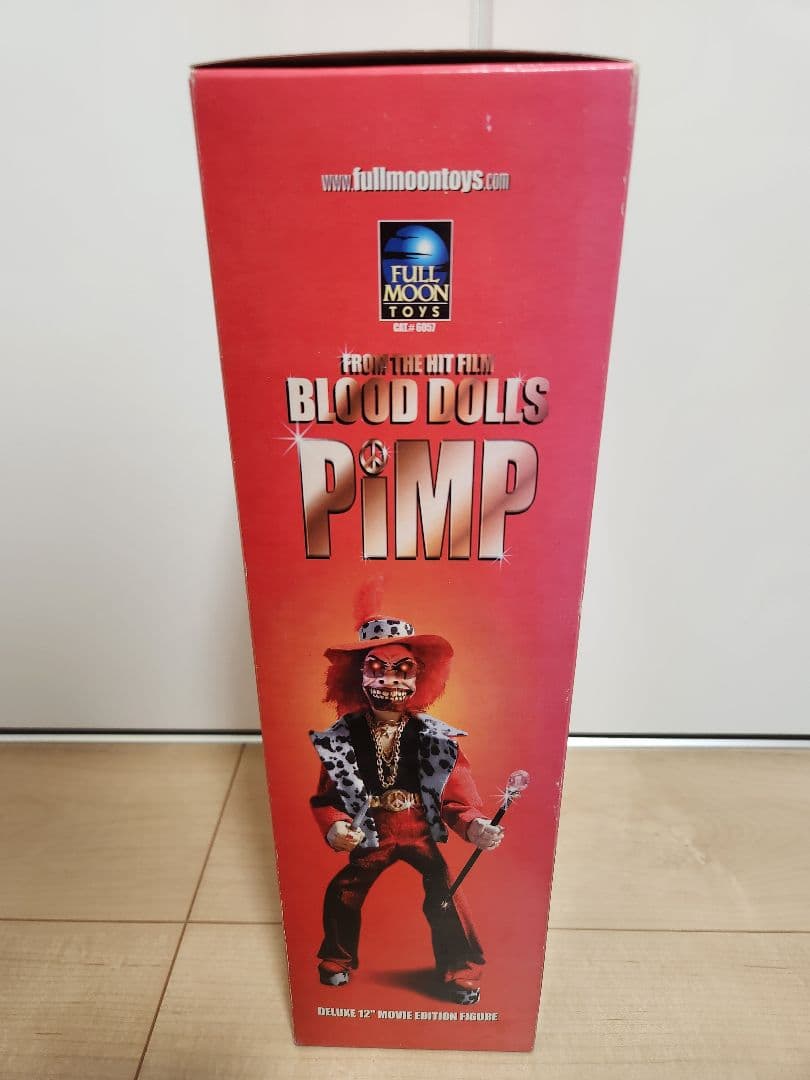 www.fullmoontoys.com
FULL
MOON
TOYS
CAT.# 6057
FROM THE HIT FILM
BLOOD DOLLS
PiMP
DELUXE 12" MOVIE EDITION FIGURE